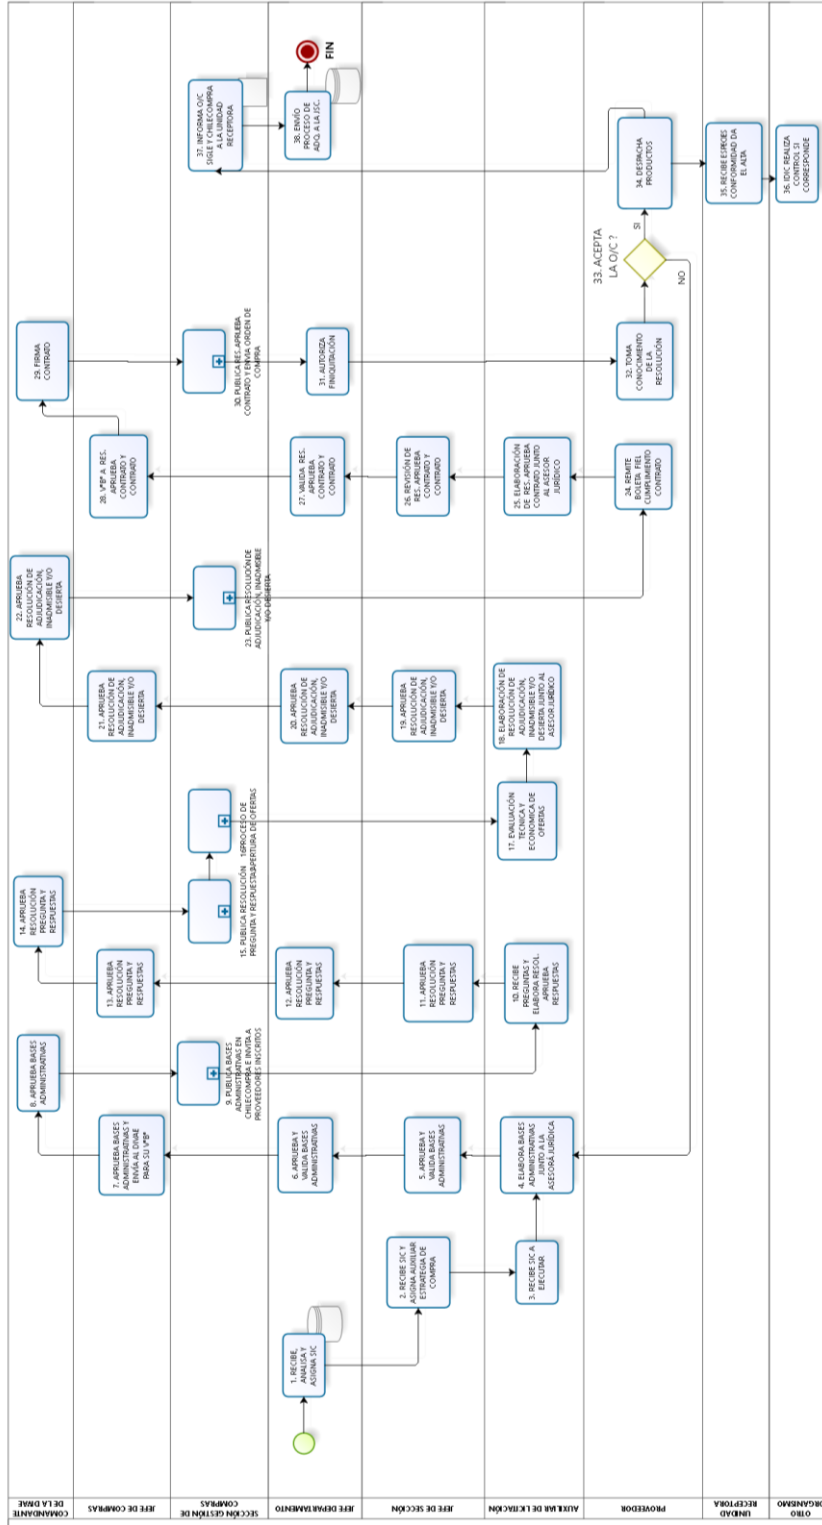 COMANDANTE
DE LA DIVAE
JEFE DE COMPRAS
SECCIÓN GESTIÓN DE
COMPRAS
JEFE DEPARTAMENTO
JEFE DE SECCIÓN
AUXILIAR DE LICITACIÓN
PROVEEDOR
UNIDAD
RECEPTORA
OTRO
ORGANISMO
1. RECIBE,
ANALISA Y
ASIGNA SIC
2. RECIBE SIC Y
ASIGNA AUXILIAR
ESTRATEGIA DE
COMPRA
3. RECIBE SIC A
EJECUTAR
4. ELABORA BASES
ADMINISTRATIVAS
JUNTO A LA
ASESORÁ JURÍDICA
5. APRUEBA Y
VALIDA BASES
ADMINISTRATIVAS
6. APRUEBA Y
VALIDA BASES
ADMINISTRATIVAS
7. APRUEBA BASES
ADMINISTRATIVAS Y
ENVÍA AL DIVAE
PARA SU V°B°
8. APRUEBA BASES
ADMINISTRATIVAS
9. PUBLICA BASES
ADMINISTRATIVAS EN
CHILECOMPRA E INVITA A
PROVEEDORES INSCRITOS
10. RECIBE
PREGUNTAS Y
ELABORA RESOL.
APRUEBA
RESPUESTAS
11. APRUEBA
RESOLUCIÓN
PREGUNTA Y
RESPUESTAS
12. APRUEBA
RESOLUCIÓN
PREGUNTA Y
RESPUESTAS
13. APRUEBA
RESOLUCIÓN
PREGUNTA Y
RESPUESTAS
14. APRUEBA
RESOLUCIÓN
PREGUNTA Y
RESPUESTAS
15. PUBLICA RESOLUCIÓN
PREGUNTA Y RESPUESTAS
16PROCESO DE
APERTURA DE OFERTAS
17. EVALUACIÓN
TECNICA Y
ECONOMICA DE
OFERTAS
18. ELABORACIÓN DE
RESOLUCIÓN DE
ADJUDICACIÓN,
INADMISIBLE Y/O
DESIERTA JUNTO AL
ASESOR JURÍDICO
19. APRUEBA
RESOLUCIÓN DE
ADJUDICACIÓN,
INADMISIBLE Y/O
DESIERTA
20. APRUEBA
RESOLUCIÓN DE
ADJUDICACIÓN,
INADMISIBLE Y/O
DESIERTA
21. APRUEBA
RESOLUCIÓN DE
ADJUDICACIÓN,
INADMISIBLE Y/O
DESIERTA
22. APRUEBA
RESOLUCIÓN DE
ADJUDICACIÓN,
INADMISIBLE Y/O
DESIERTA
23. PUBLICA RESOLUCIÓN DE
ADJUDICACIÓN, INADMISIBLE
Y/O DESIERTA
24. REMITE
BOLETA FIEL
CUMPLIMIENTO
CONTRATO
25. ELABORACIÓN
DE RES. APRUEBA
CONTRATO JUNTO
AL ASESOR
JURÍDICO
26. REVISIÓN DE
RES. APRUEBA
CONTRATO Y
CONTRATO
27. VALIDA RES.
APRUEBA
CONTRATO Y
CONTRATO
28. V°B° A RES.
APRUEBA
CONTRATO Y
CONTRATO
29. FIRMA
CONTRATO
30. PUBLICA RES. APRUEBA
CONTRATO Y ENVIA ORDEN DE
COMPRA
31. AUTORIZA
FINIQUITACIÓN
32. TOMA
CONOCIMIENTO
DE LA
RESOLUCIÓN
33. ACEPTA
LA O/C ?
SI
NO
34. DESPACHA
PRODUCTOS
35. RECIBE ESPECIES
CONFORMIDAD DA
EL ALTA
36. IDIC REALIZA
CONTROL SI
CORRESPONDE
37. INFORMA O/C
SIGLE Y CHILECOMPRA
A LA UNIDAD
RECEPTORA
38. ENVÍO
PROCESO DE
ADQ. A LA JSC.
FIN